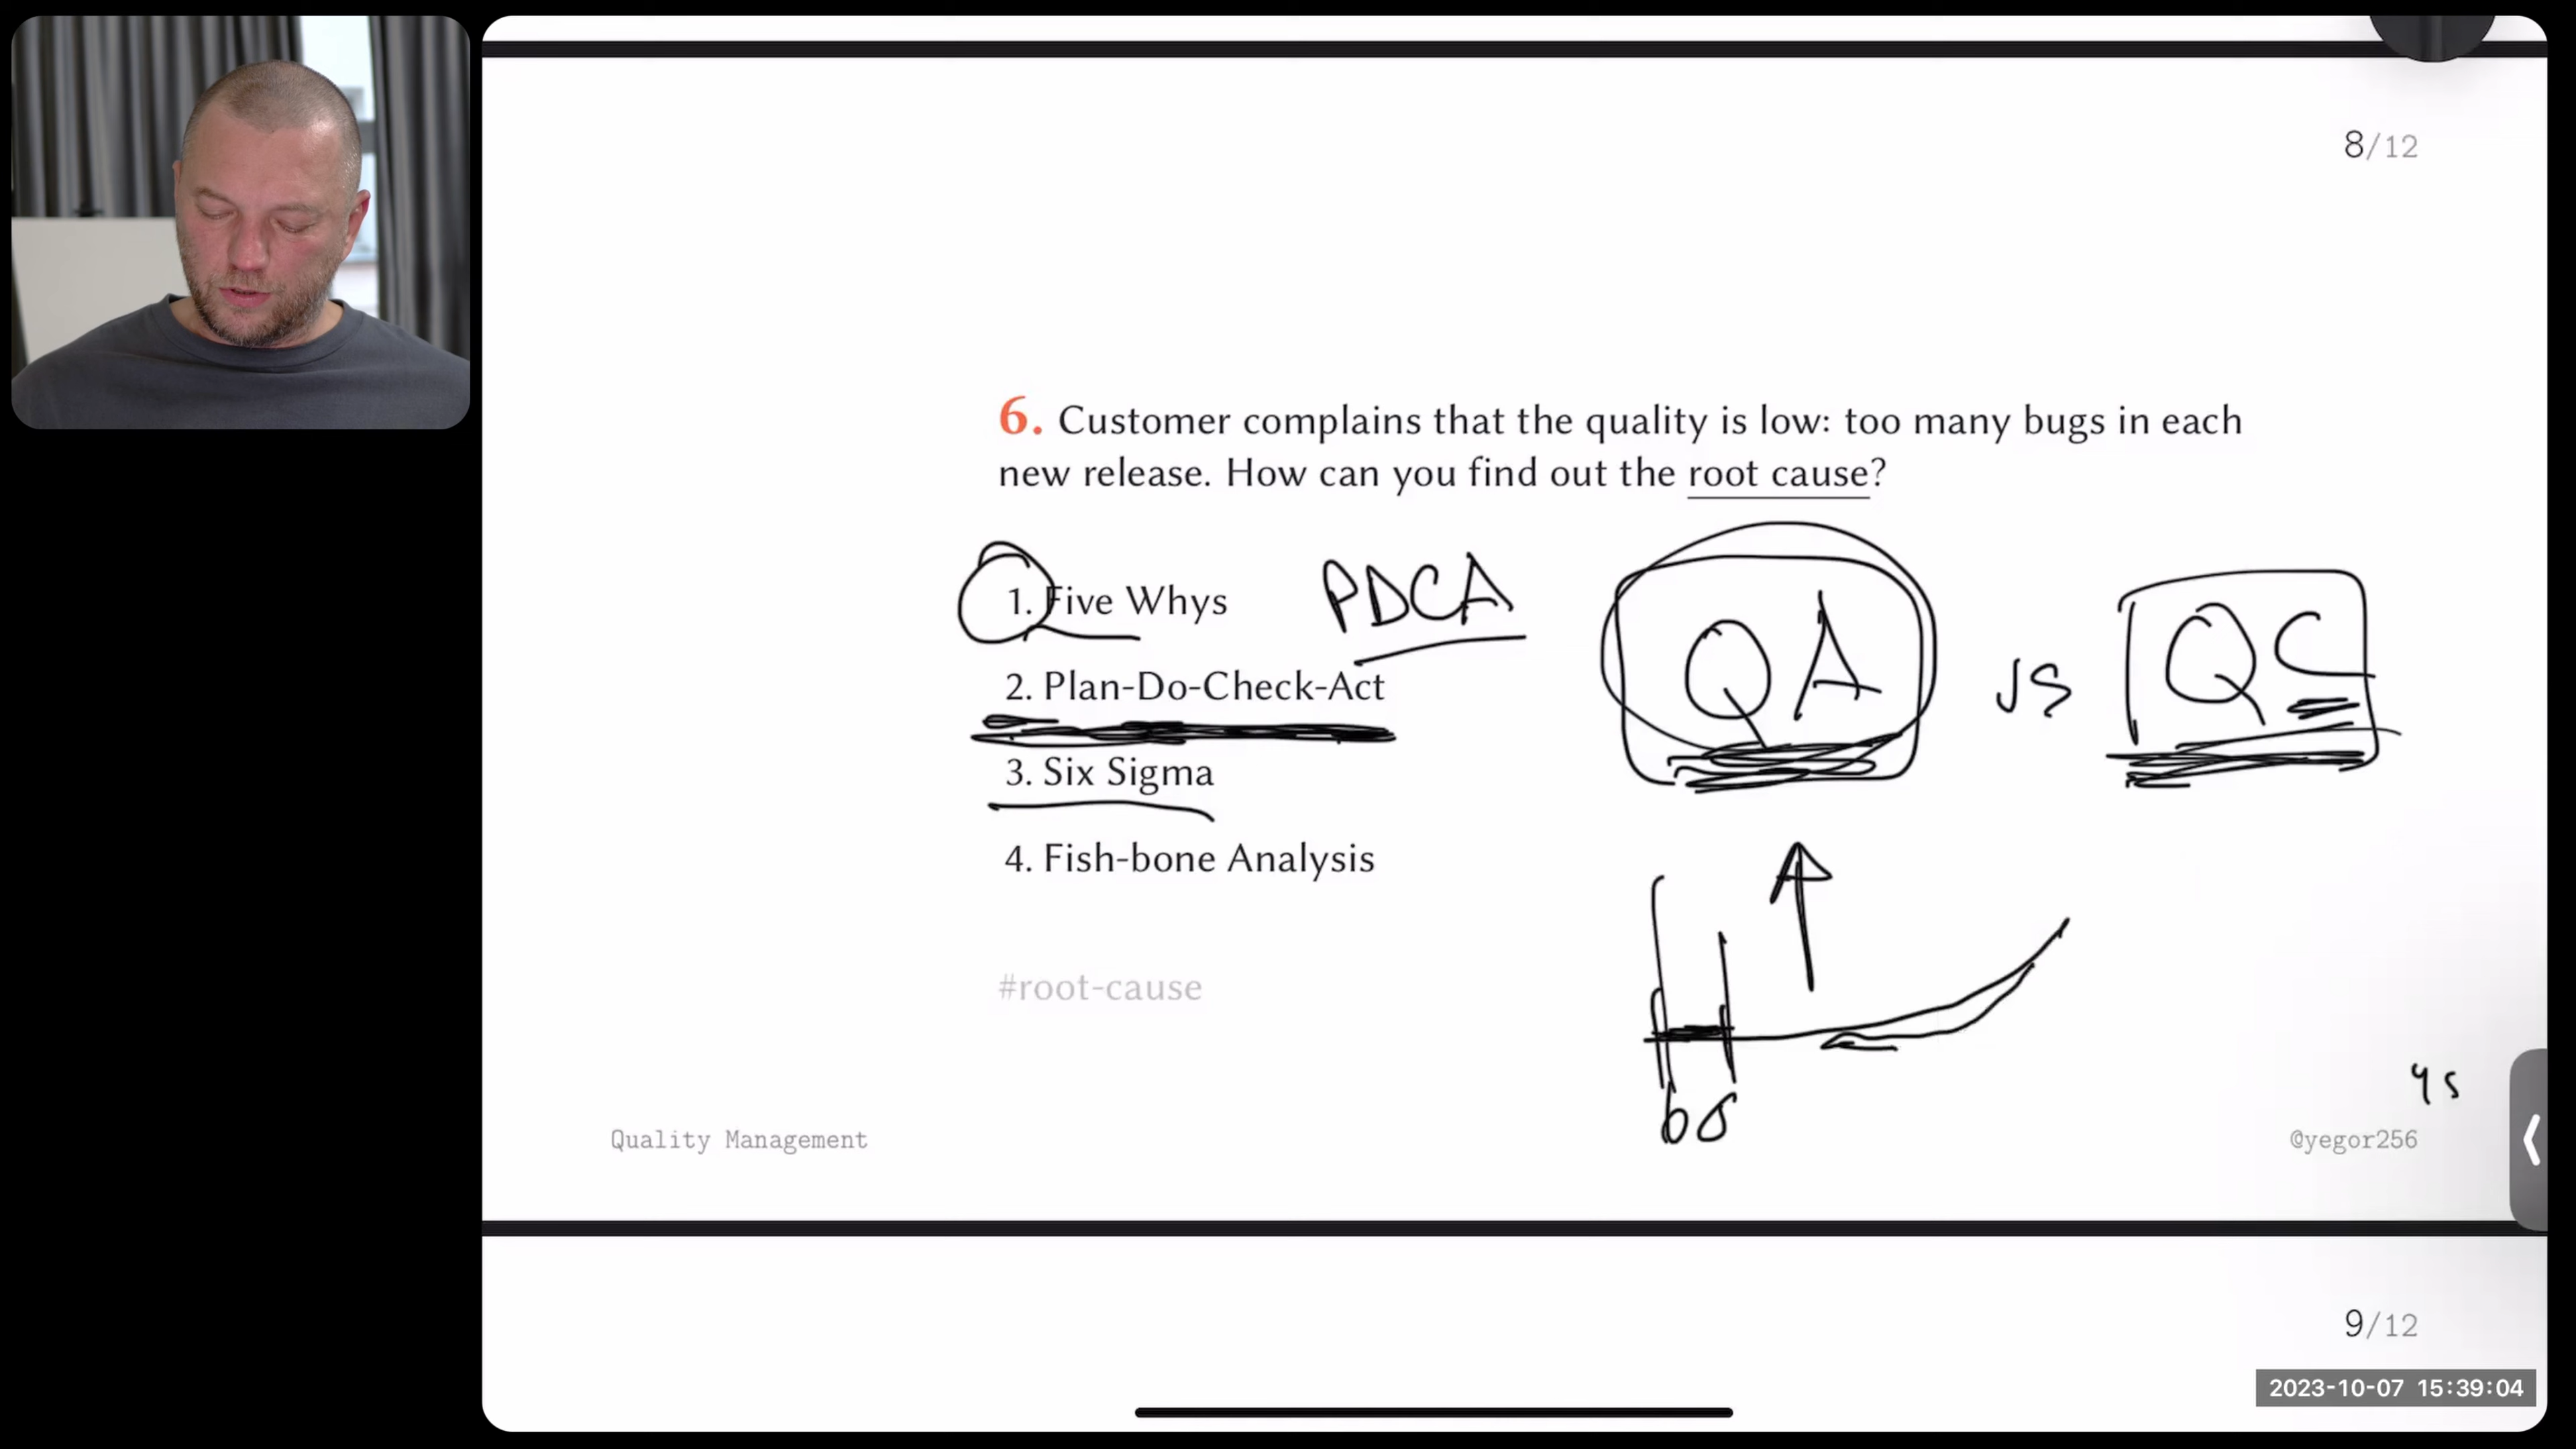 8/12
6. Customer complains that the quality is low: too many bugs in each
new release. How can you find out the root cause?
1. Five Whys
PDCA
QA vs QC
2. Plan-Do-Check-Act
3. Six Sigma
4. Fish-bone Analysis
#root-cause
6σ
Quality Management
@yegor256
9/12
2023-10-07 15:39:04